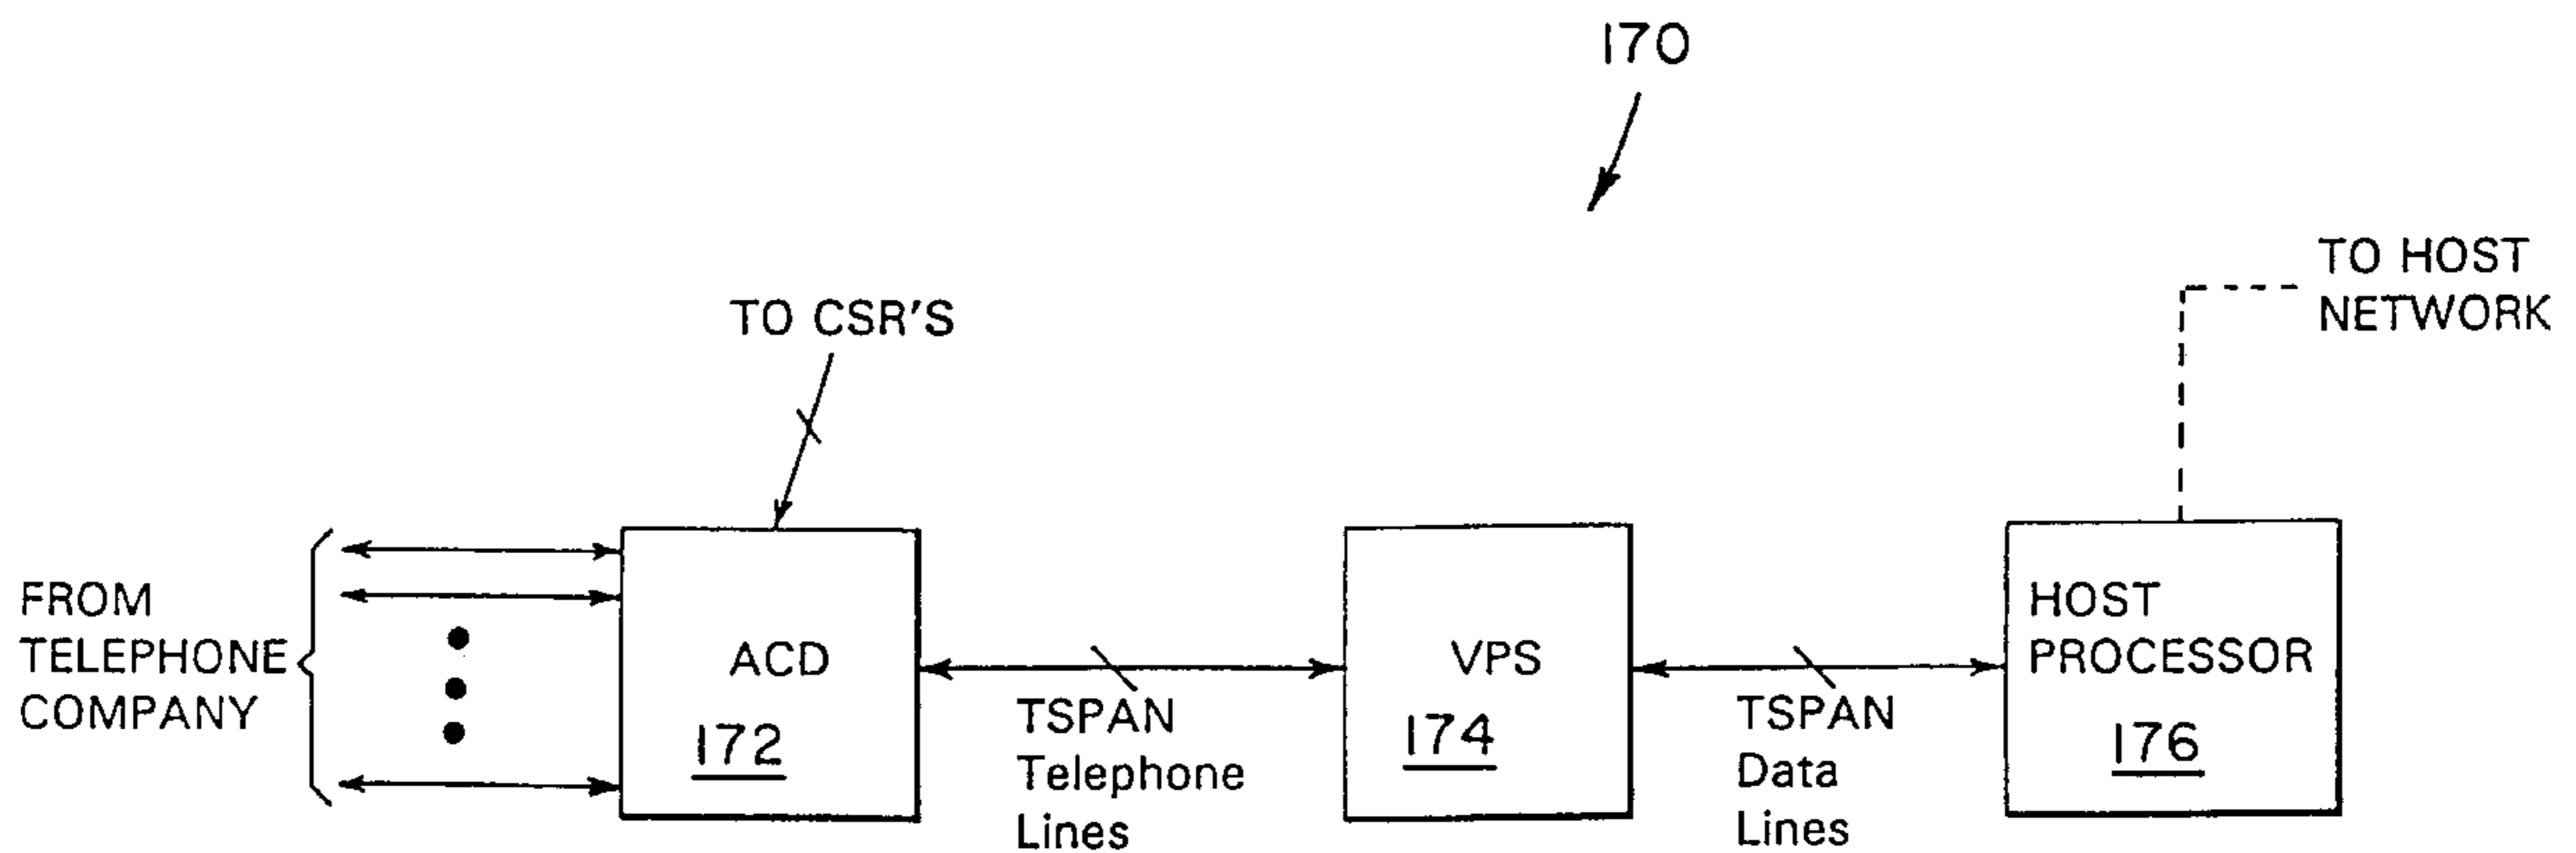 170
TO HOST
NETWORK
TO CSR'S
FROM
TELEPHONE
COMPANY
ACD
172
TSPAN
Telephone
Lines
VPS
174
TSPAN
Data
Lines
HOST
PROCESSOR
176